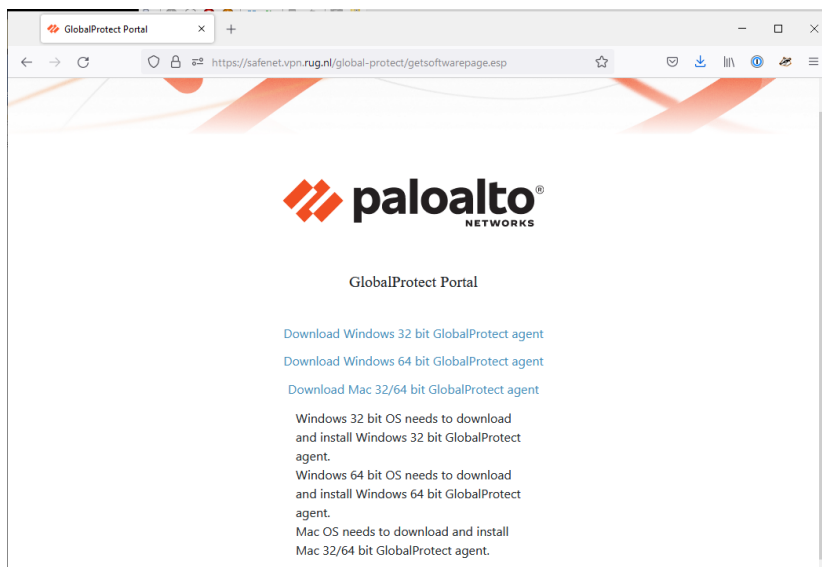 GlobalProtect Portal
https://safenet.vpn.rug.nl/global-protect/getsoftwarepage.esp
paloalto®
NETWORKS
GlobalProtect Portal
Download Windows 32 bit GlobalProtect agent
Download Windows 64 bit GlobalProtect agent
Download Mac 32/64 bit GlobalProtect agent
Windows 32 bit OS needs to download
and install Windows 32 bit GlobalProtect
agent.
Windows 64 bit OS needs to download
and install Windows 64 bit GlobalProtect
agent.
Mac OS needs to download and install
Mac 32/64 bit GlobalProtect agent.